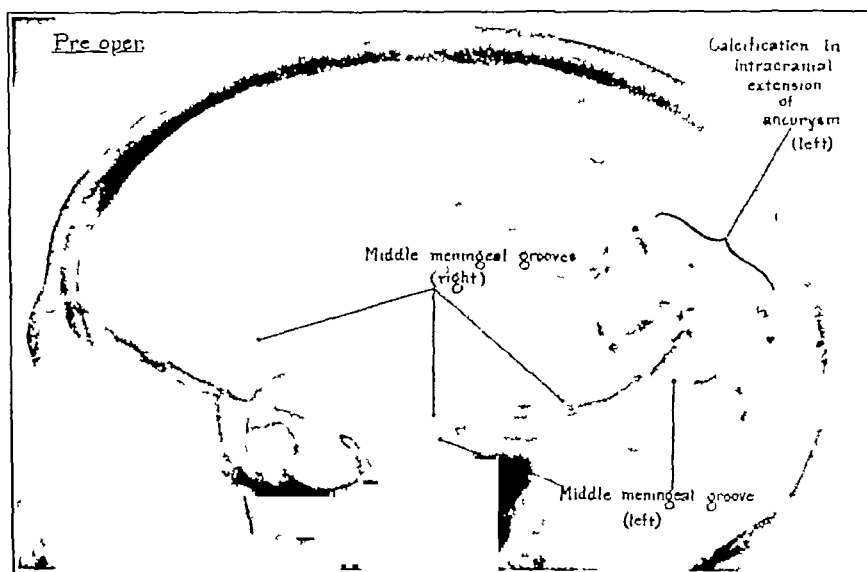 Pre oper.
Calcification in
intracranial
extension
of
aneurysm
(left)
Middle meningeal grooves
(right)
Middle meningeal groove
(left)